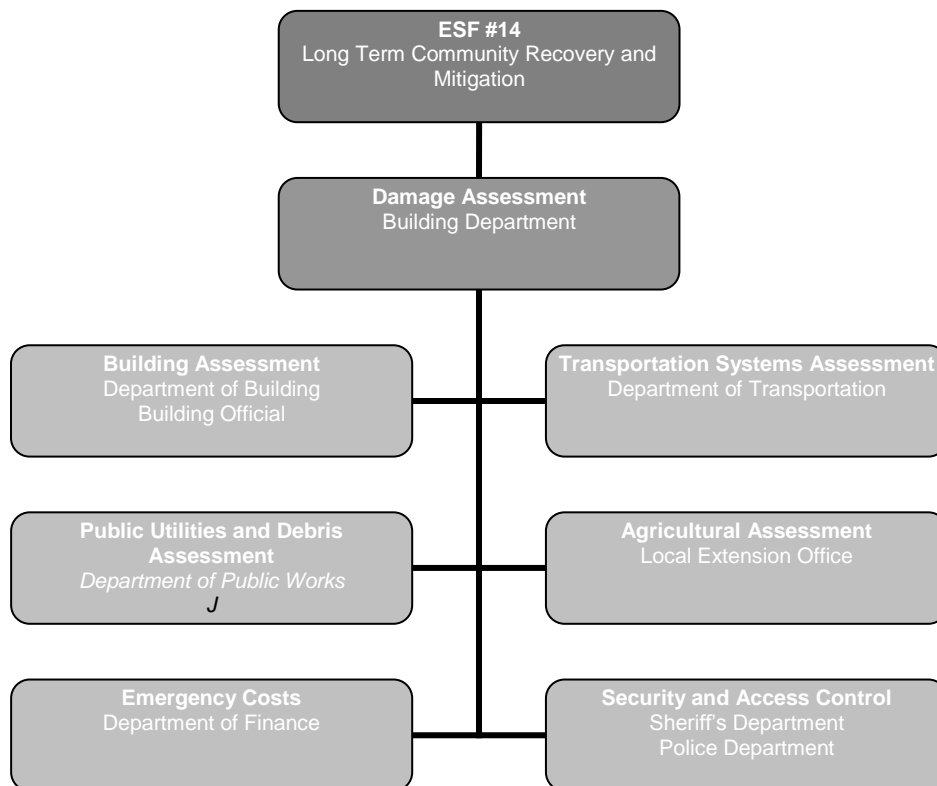 ESF #14
Long Term Community Recovery and
Mitigation
Damage Assessment
Building Department
Building Assessment
Department of Building
Building Official
Transportation Systems Assessment
Department of Transportation
Public Utilities and Debris
Assessment
Department of Public Works
J
Agricultural Assessment
Local Extension Office
Emergency Costs
Department of Finance
Security and Access Control
Sheriff's Department
Police Department